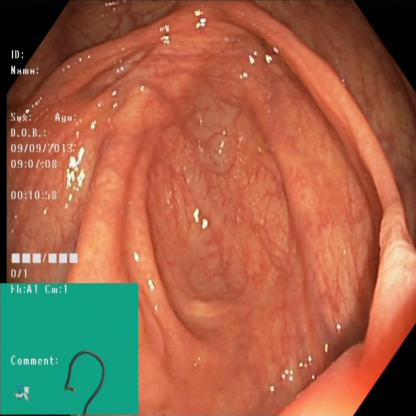 ID:
Name:
Sex: Age:
D.O.B.:
09/09/2013
09:07:08
00:10:58
0/1
Eh:A1 Cm:1
Comment: